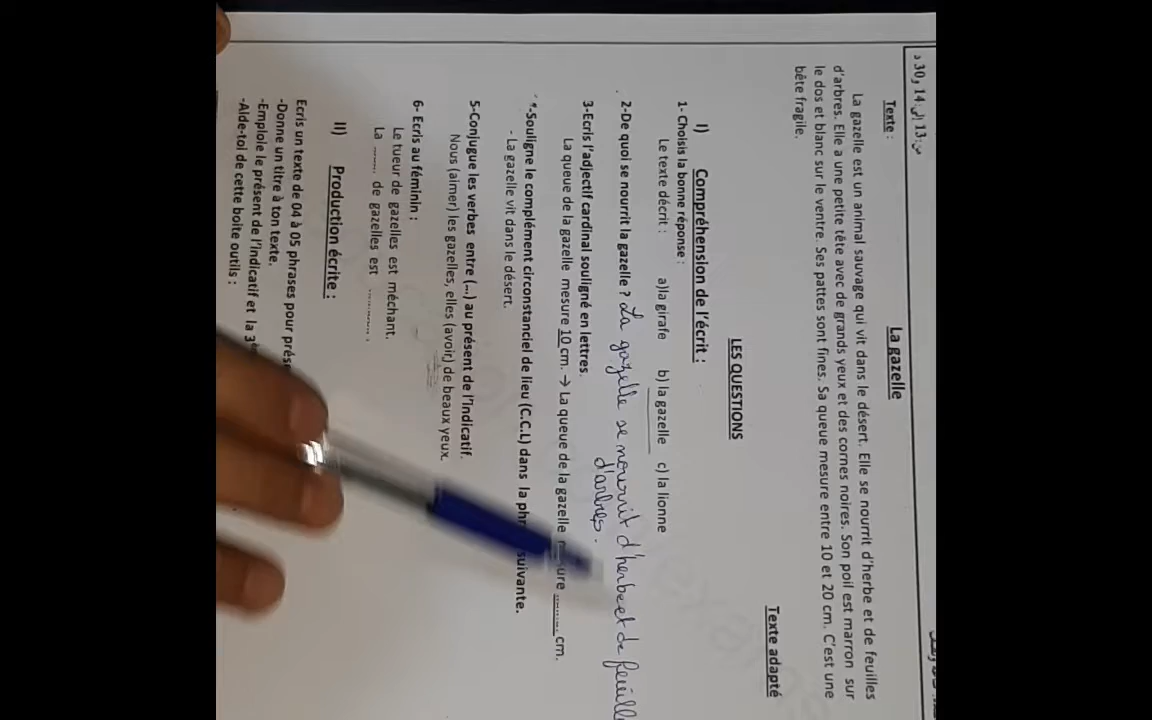 من:13 إلى:14 و30 د
La gazelle
Texte :
La gazelle est un animal sauvage qui vit dans le désert. Elle se nourrit d'herbe et de feuilles
d'arbres. Elle a une petite tête avec de grands yeux et des cornes noires. Son poil est marron sur
le dos et blanc sur le ventre. Ses pattes sont fines. Sa queue mesure entre 10 et 20 cm. C'est une
bête fragile.
Texte adapté
LES QUESTIONS
I) Compréhension de l'écrit :
1- Choisis la bonne réponse :
Le texte décrit : a)la girafe b) la gazelle c) la lionne
2-De quoi se nourrit la gazelle ? La gazelle se nourrit d'herbe et de feuill
d'arbres.
3-Ecris l'adjectif cardinal souligné en lettres.
La queue de la gazelle mesure 10 cm. → La queue de la gazelle mesure ......... cm.
-Souligne le complément circonstanciel de lieu (C.C.L) dans la suivante.
- La gazelle vit dans le désert.
5-Conjugue les verbes entre (...) au présent de l'indicatif.
Nous (aimer) les gazelles, elles (avoir) de beaux yeux.
6- Ecris au féminin :
Le tueur de gazelles est méchant.
La ........ de gazelles est ............ .
II) Production écrite :
Ecris un texte de 04 à 05 phrases pour
-Donne un titre à ton texte.
-Emploie le présent de l'indicatif et la
-Aide-toi de cette boite outils :